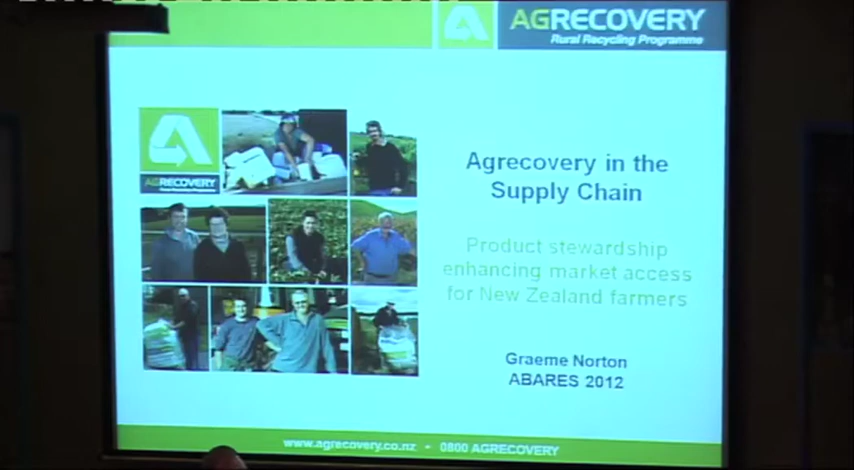 AGRECOVERY
Rural Recycling Programme
AGRECOVERY
Agrecovery in the
Supply Chain
Product stewardship
enhancing market access
for New Zealand farmers
Graeme Norton
ABARES 2012
www.agrecovery.co.nz - 0800 AGRECOVERY